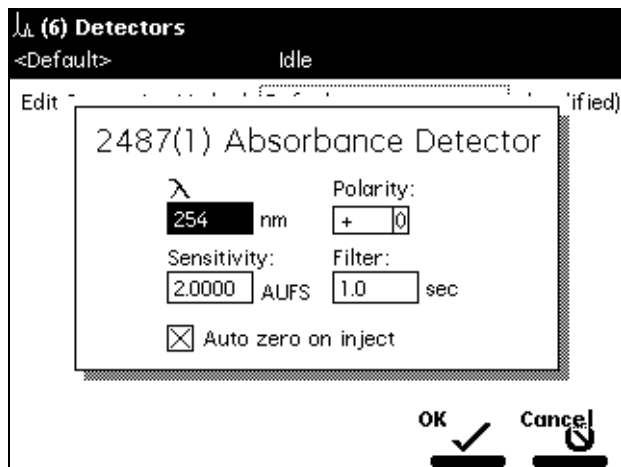 (6) Detectors
<Default> Idle
Edit ified)
2487(1) Absorbance Detector
λ Polarity:
254 nm + 0
Sensitivity: Filter:
2.0000 AUFS 1.0 sec
Auto zero on inject
OK Cancel